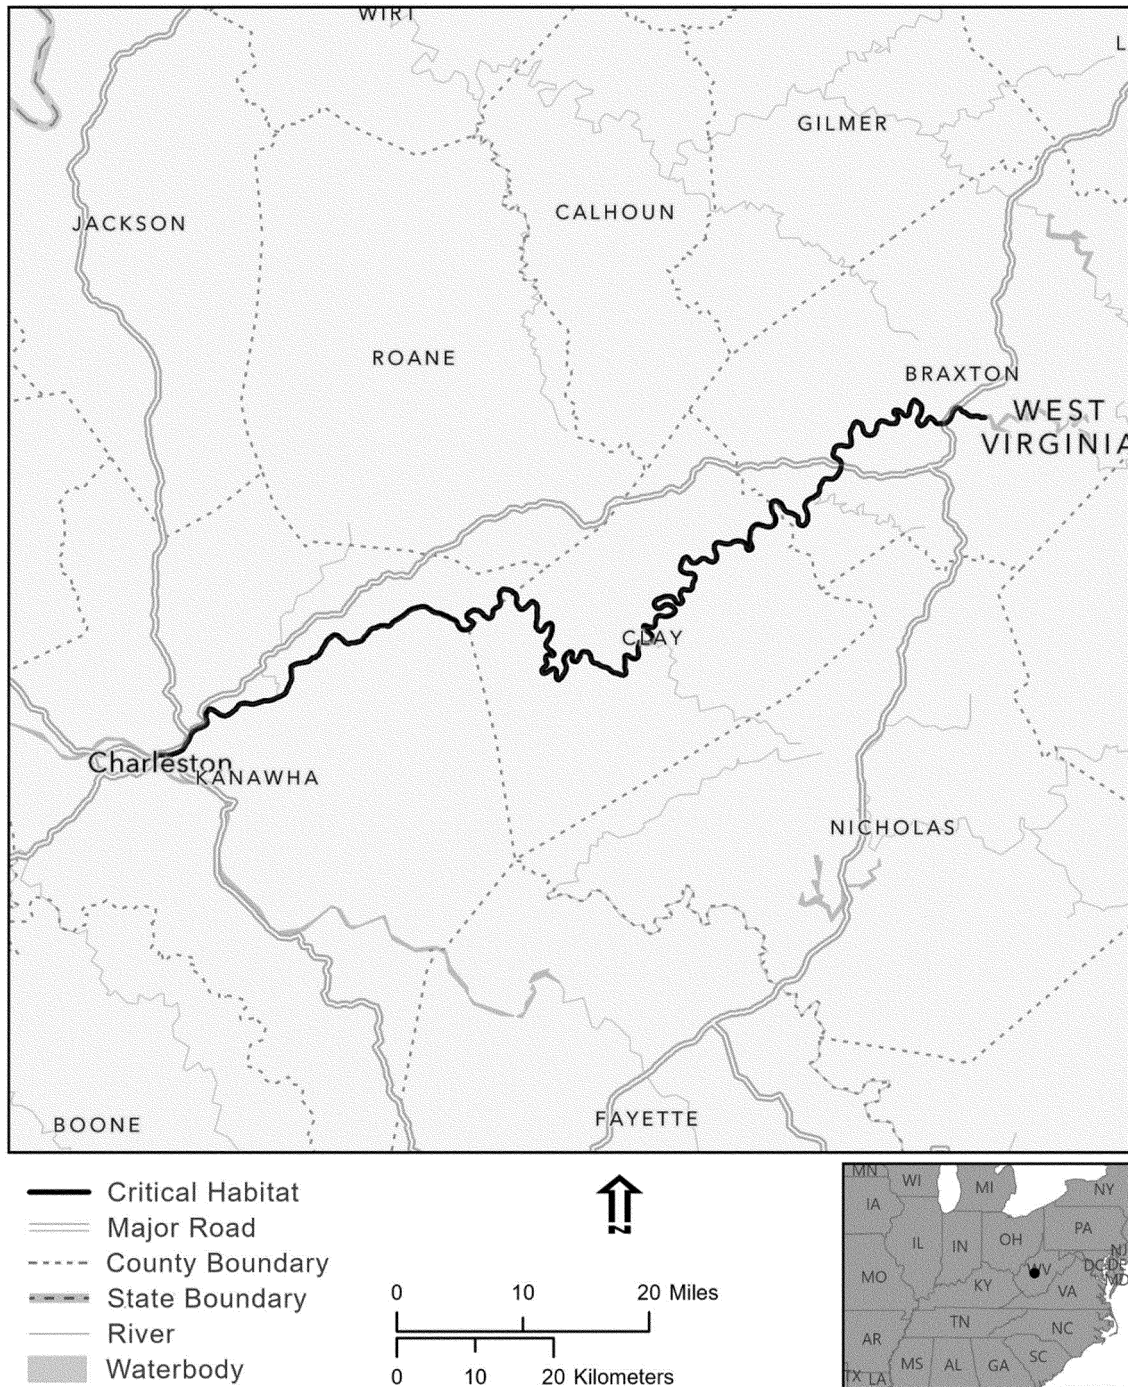 WIRT
L
GILMER
CALHOUN
JACKSON
ROANE
BRAXTON
WEST
VIRGINIA
CLAY
Charleston
KANAWHA
NICHOLAS
FAYETTE
BOONE
Critical Habitat
Major Road
County Boundary
State Boundary
River
Waterbody
N
0 10 20 Miles
0 10 20 Kilometers
MN
WI
MI
NY
IA
PA
IL
IN
OH
NJ
MO
WV
DC
DE
MD
KY
VA
TN
NC
AR
SC
MS
AL
GA
TX
LA